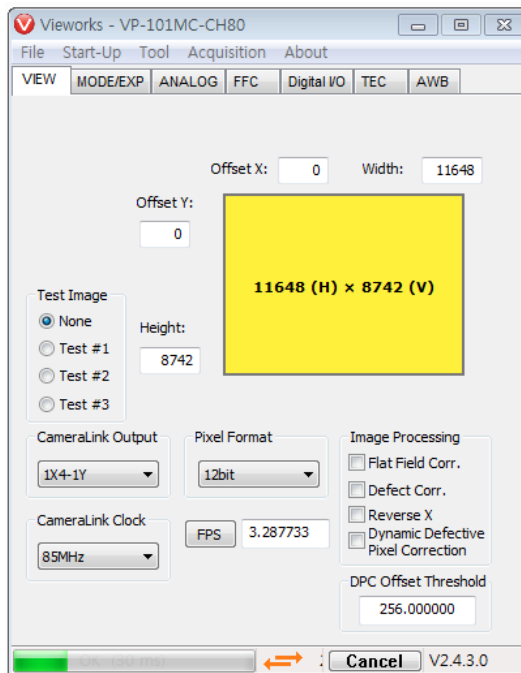 Vieworks - VP-101MC-CH80
File Start-Up Tool Acquisition About
VIEW MODE/EXP ANALOG FFC Digital I/O TEC AWB
Offset X: 0 Width: 11648
Offset Y:
0
11648 (H) × 8742 (V)
Test Image
None
Test #1
Test #2
Test #3
Height:
8742
CameraLink Output
1X4-1Y
Pixel Format
12bit
Image Processing
Flat Field Corr.
Defect Corr.
Reverse X
Dynamic Defective
Pixel Correction
CameraLink Clock
85MHz
FPS 3.287733
DPC Offset Threshold
256.000000
Cancel V2.4.3.0